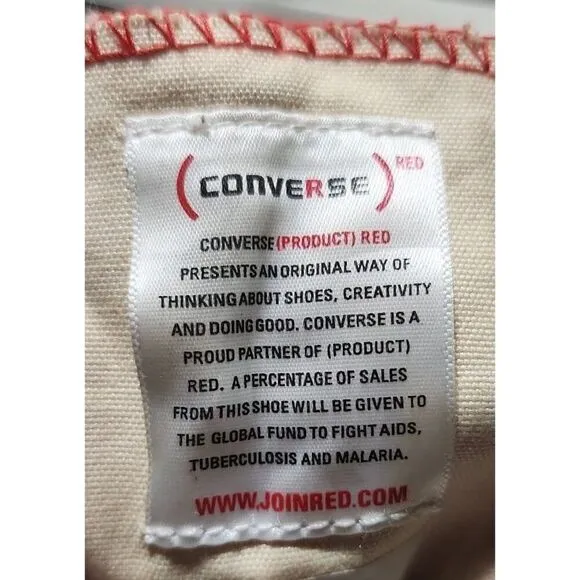 (CONVERSE) RED
CONVERSE (PRODUCT) RED
PRESENTS AN ORIGINAL WAY OF
THINKING ABOUT SHOES, CREATIVITY
AND DOING GOOD. CONVERSE IS A
PROUD PARTNER OF (PRODUCT)
RED. A PERCENTAGE OF SALES
FROM THIS SHOE WILL BE GIVEN TO
THE GLOBAL FUND TO FIGHT AIDS,
TUBERCULOSIS AND MALARIA.
WWW.JOINRED.COM